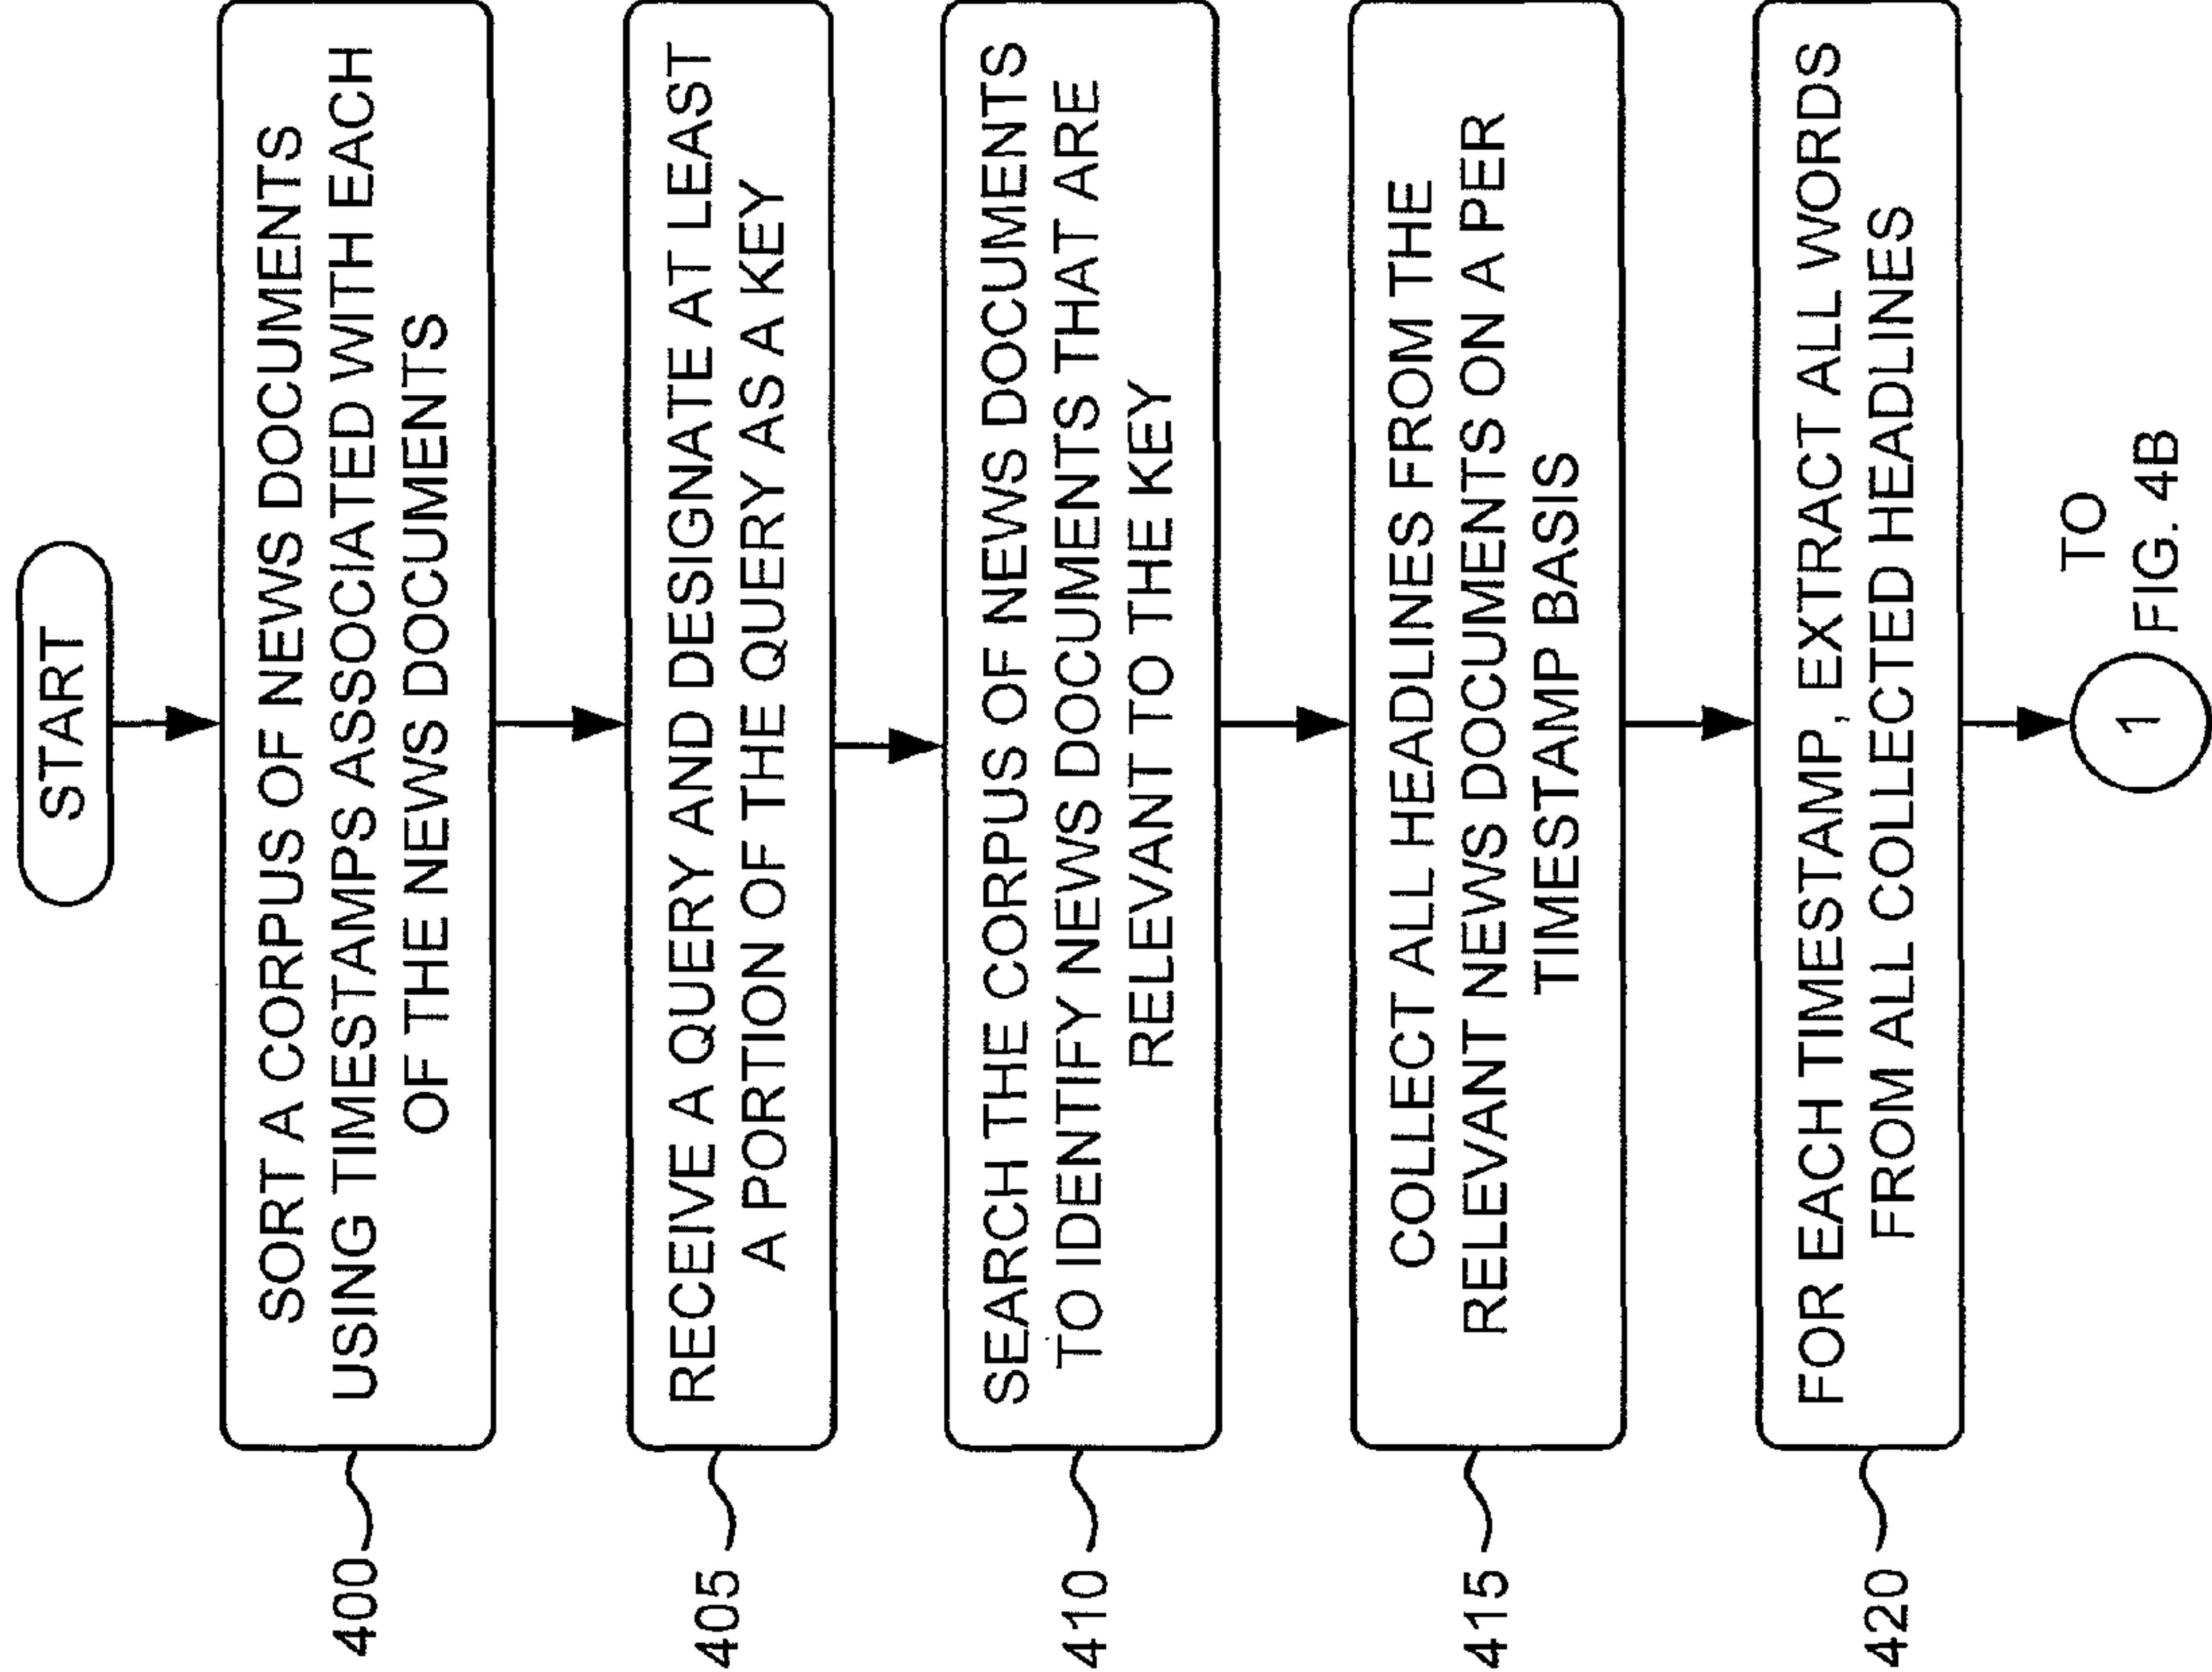 START
SORT A CORPUS OF NEWS DOCUMENTS
USING TIMESTAMPS ASSOCIATED WITH EACH
OF THE NEWS DOCUMENTS
400
RECEIVE A QUERY AND DESIGNATE AT LEAST
A PORTION OF THE QUERY AS A KEY
405
SEARCH THE CORPUS OF NEWS DOCUMENTS
TO IDENTIFY NEWS DOCUMENTS THAT ARE
RELEVANT TO THE KEY
410
COLLECT ALL HEADLINES FROM THE
RELEVANT NEWS DOCUMENTS ON A PER
TIMESTAMP BASIS
415
FOR EACH TIMESTAMP, EXTRACT ALL WORDS
FROM ALL COLLECTED HEADLINES
420
TO
FIG. 4B
1